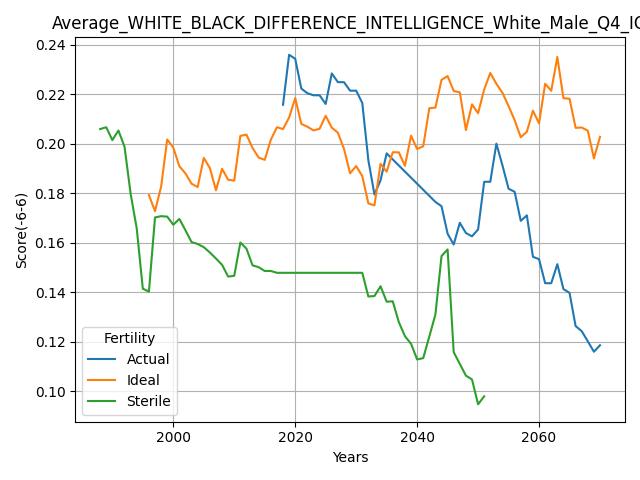 Average_WHITE_BLACK_DIFFERENCE_INTELLIGENCE_White_Male_Q4_IC
0.24
0.22
0.20
0.18
0.16
0.14
0.12
0.10
Score(-6-6)
Fertility
Actual
Ideal
Sterile
2000
2020
2040
2060
Years